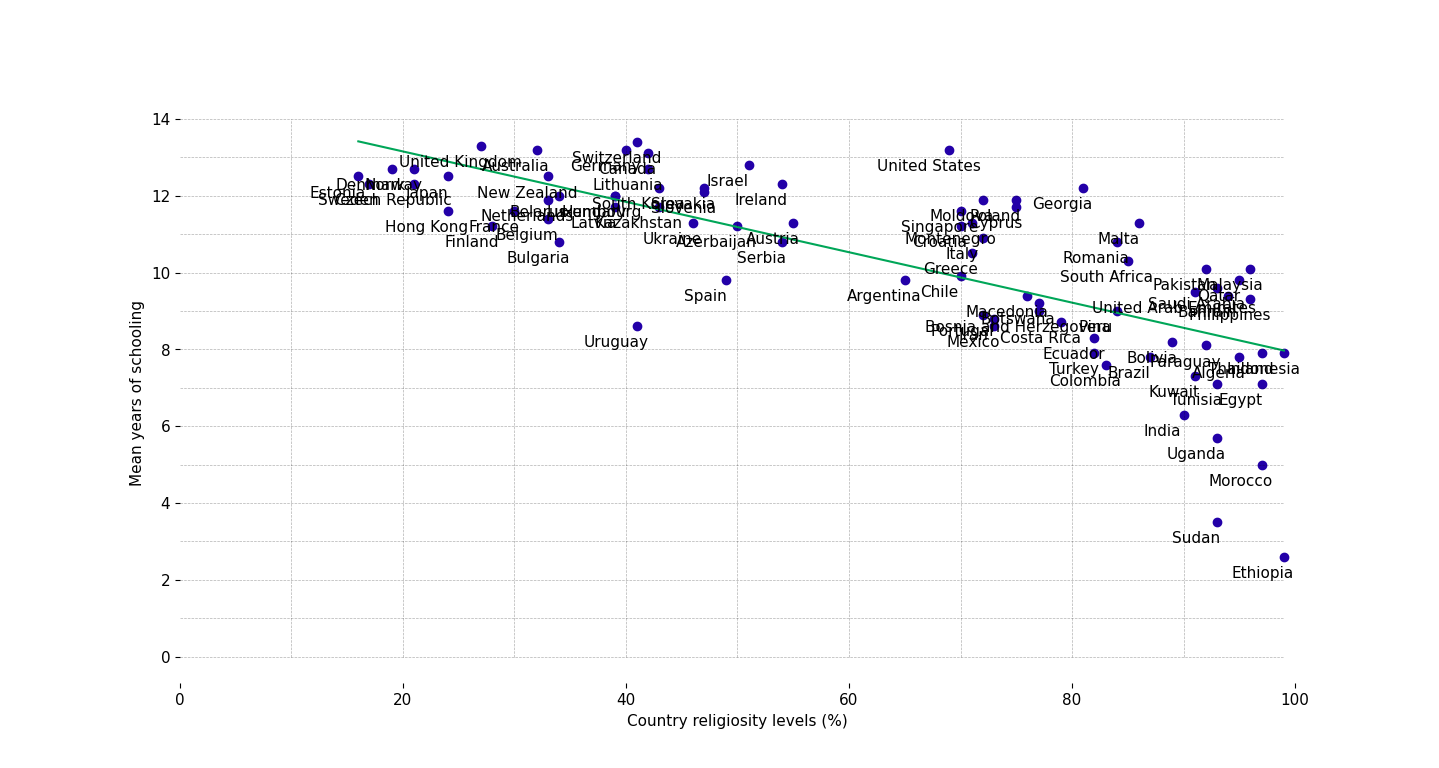 14
12
10
8
6
4
2
0
0
20
40
60
80
100
Mean years of schooling
Country religiosity levels (%)
United Kingdom
Australia
Switzerland
Germany
Canada
United States
Israel
Denmark
Norway
Estonia
Japan
Sweden
Czech Republic
New Zealand
Lithuania
Ireland
South Korea
Slovakia
Slovenia
Georgia
Netherlands
Belarus
Hungary
Luxembourg
Moldova
Poland
Hong Kong
France
Latvia
Kazakhstan
Singapore
Cyprus
Belgium
Finland
Ukraine
Azerbaijan
Austria
Croatia
Montenegro
Malta
Bulgaria
Serbia
Italy
Romania
Greece
South Africa
Pakistan
Malaysia
Spain
Argentina
Chile
Qatar
Saudi Arabia
United Arab Emirates
Philippines
Macedonia
Botswana
Bosnia and Herzegovina
Peru
Portugal
Costa Rica
Uruguay
Mexico
Ecuador
Bolivia
Paraguay
Turkey
Brazil
Algeria
Thailand
Indonesia
Colombia
Kuwait
Tunisia
Egypt
India
Uganda
Morocco
Sudan
Ethiopia